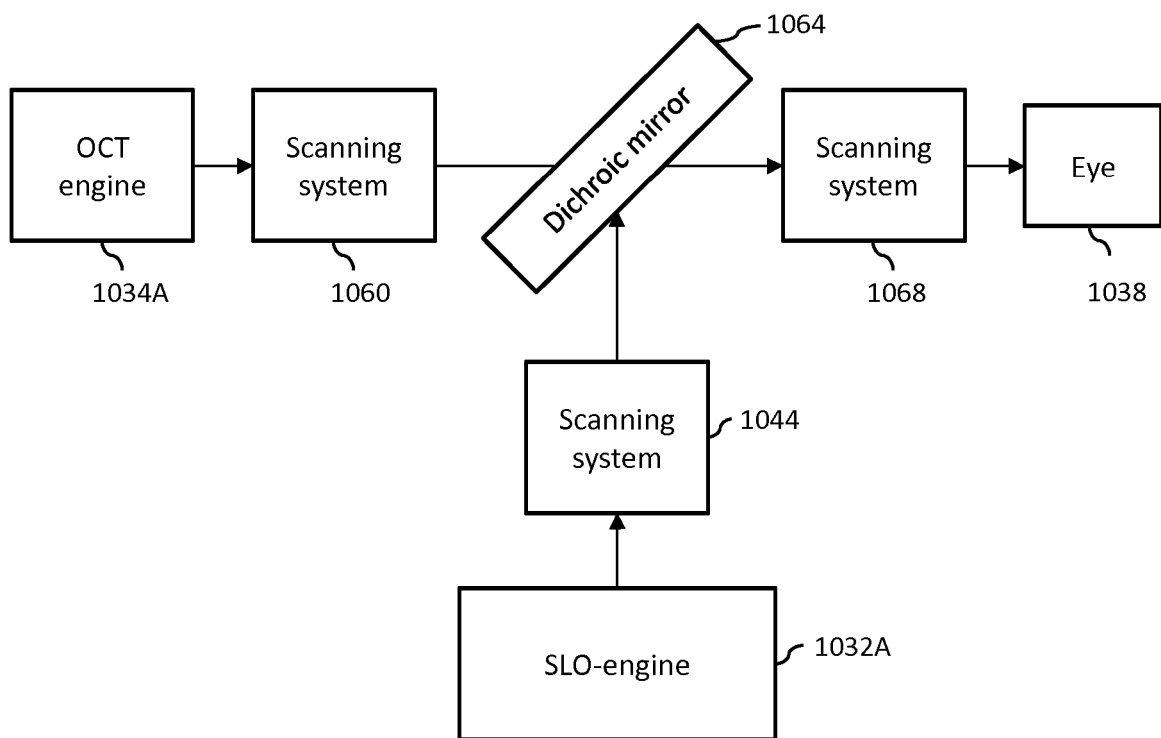 1064
OCT
engine
Scanning
system
Dichroic mirror
Scanning
system
Eye
1034A
1060
1068
1038
Scanning
system
1044
SLO-engine
1032A